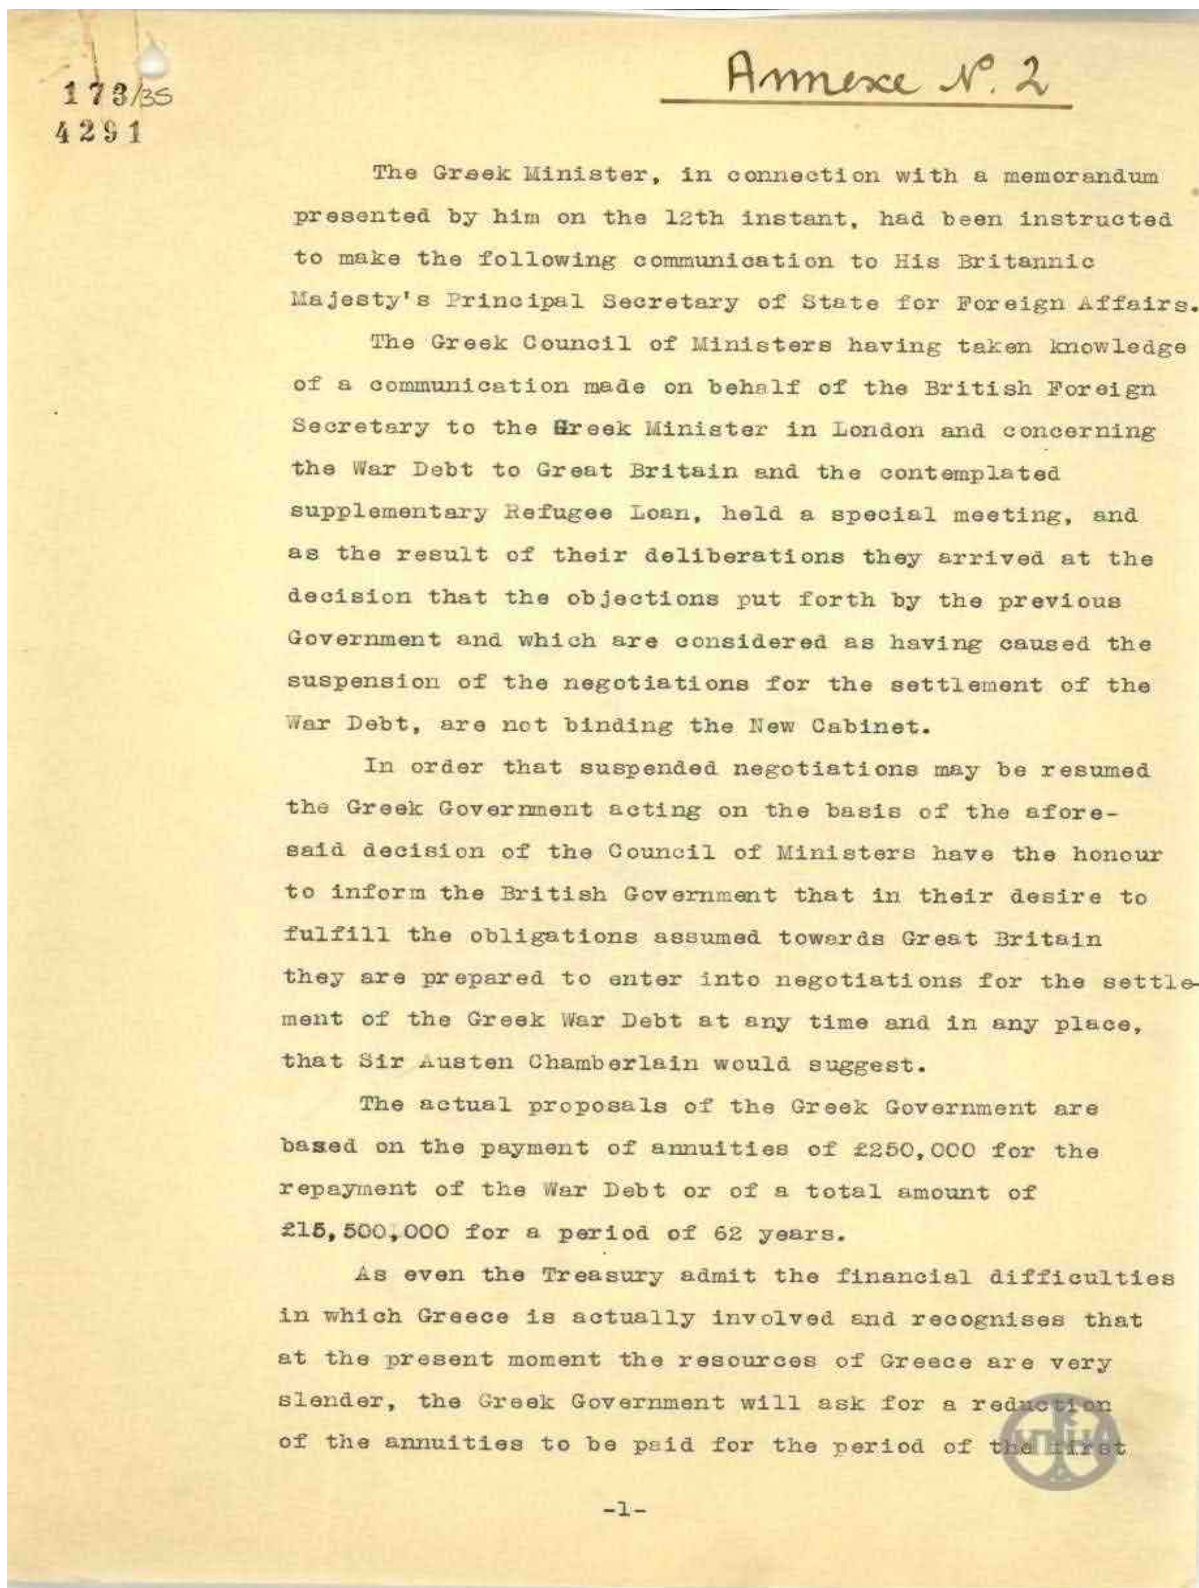 Annexe N. 2
173/35
4291
The Greek Minister, in connection with a memorandum
presented by him on the 12th instant, had been instructed
to make the following communication to His Britannic
Majesty's Principal Secretary of State for Foreign Affairs.
The Greek Council of Ministers having taken knowledge
of a communication made on behalf of the British Foreign
Secretary to the Greek Minister in London and concerning
the War Debt to Great Britain and the contemplated
supplementary Refugee Loan, held a special meeting, and
as the result of their deliberations they arrived at the
decision that the objections put forth by the previous
Government and which are considered as having caused the
suspension of the negotiations for the settlement of the
War Debt, are not binding the New Cabinet.
In order that suspended negotiations may be resumed
the Greek Government acting on the basis of the afore-
said decision of the Council of Ministers have the honour
to inform the British Government that in their desire to
fulfill the obligations assumed towards Great Britain
they are prepared to enter into negotiations for the settle-
ment of the Greek War Debt at any time and in any place,
that Sir Austen Chamberlain would suggest.
The actual proposals of the Greek Government are
based on the payment of annuities of £250,000 for the
repayment of the War Debt or of a total amount of
£15,500,000 for a period of 62 years.
As even the Treasury admit the financial difficulties
in which Greece is actually involved and recognises that
at the present moment the resources of Greece are very
slender, the Greek Government will ask for a reduction
of the annuities to be paid for the period of the first
-1-